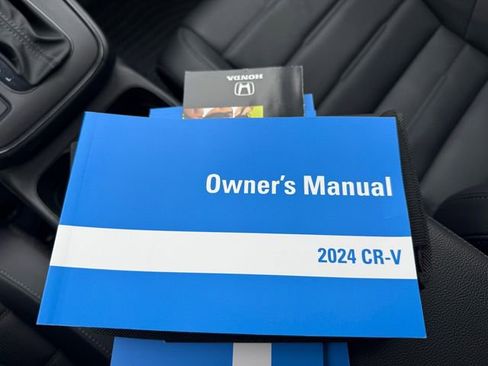 HONDA
Owner's Manual
2024 CR-V